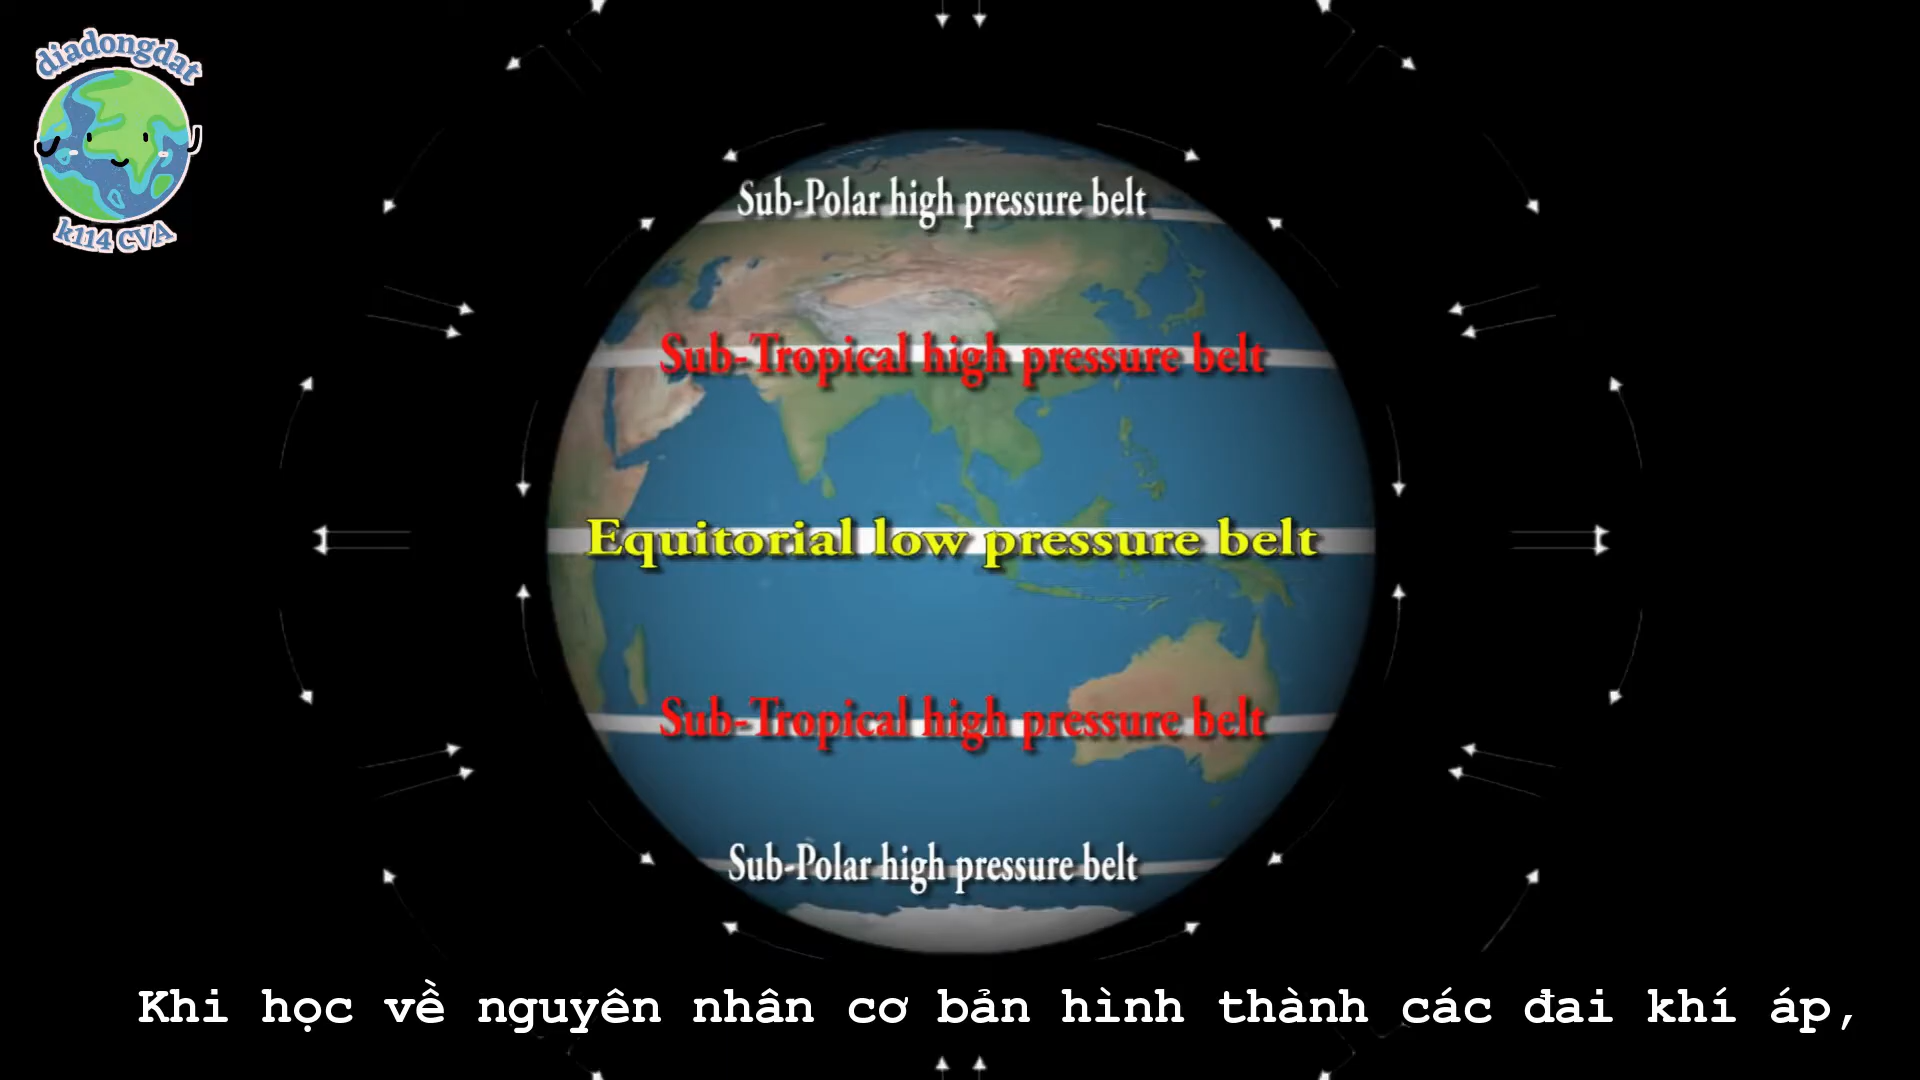 diadongdat
k114 CVA
Sub-Polar high pressure belt
Sub-Tropical high pressure belt
Equitorial low pressure belt
Sub-Tropical high pressure belt
Sub-Polar high pressure belt
Khi học về nguyên nhân cơ bản hình thành các đai khí áp,